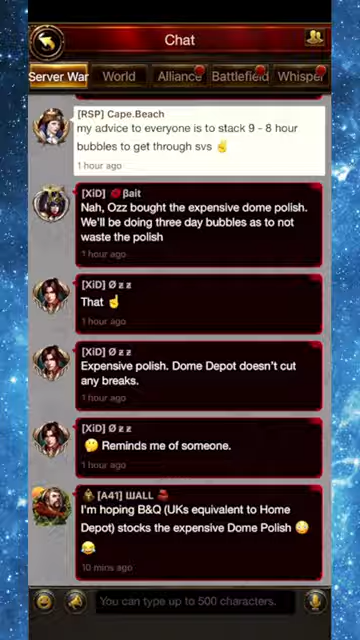 Chat
Server War
World
Alliance
Battlefield
Whisper
[RSP] Cape.Beach
my advice to everyone is to stack 9 - 8 hour
bubbles to get through svs ✌️
1 hour ago
[XiD] 💋βait
Nah, Ozz bought the expensive dome polish.
We'll be doing three day bubbles as to not
waste the polish
1 hour ago
[XiD] Ø ƶ ƶ
That ☝️
1 hour ago
[XiD] Ø ƶ ƶ
Expensive polish. Dome Depot doesn't cut
any breaks.
1 hour ago
[XiD] Ø ƶ ƶ
🤔 Reminds me of someone.
1 hour ago
[A41] ШALL
I'm hoping B&Q (UKs equivalent to Home
Depot) stocks the expensive Dome Polish 😳
😂
10 mins ago
You can type up to 500 characters.